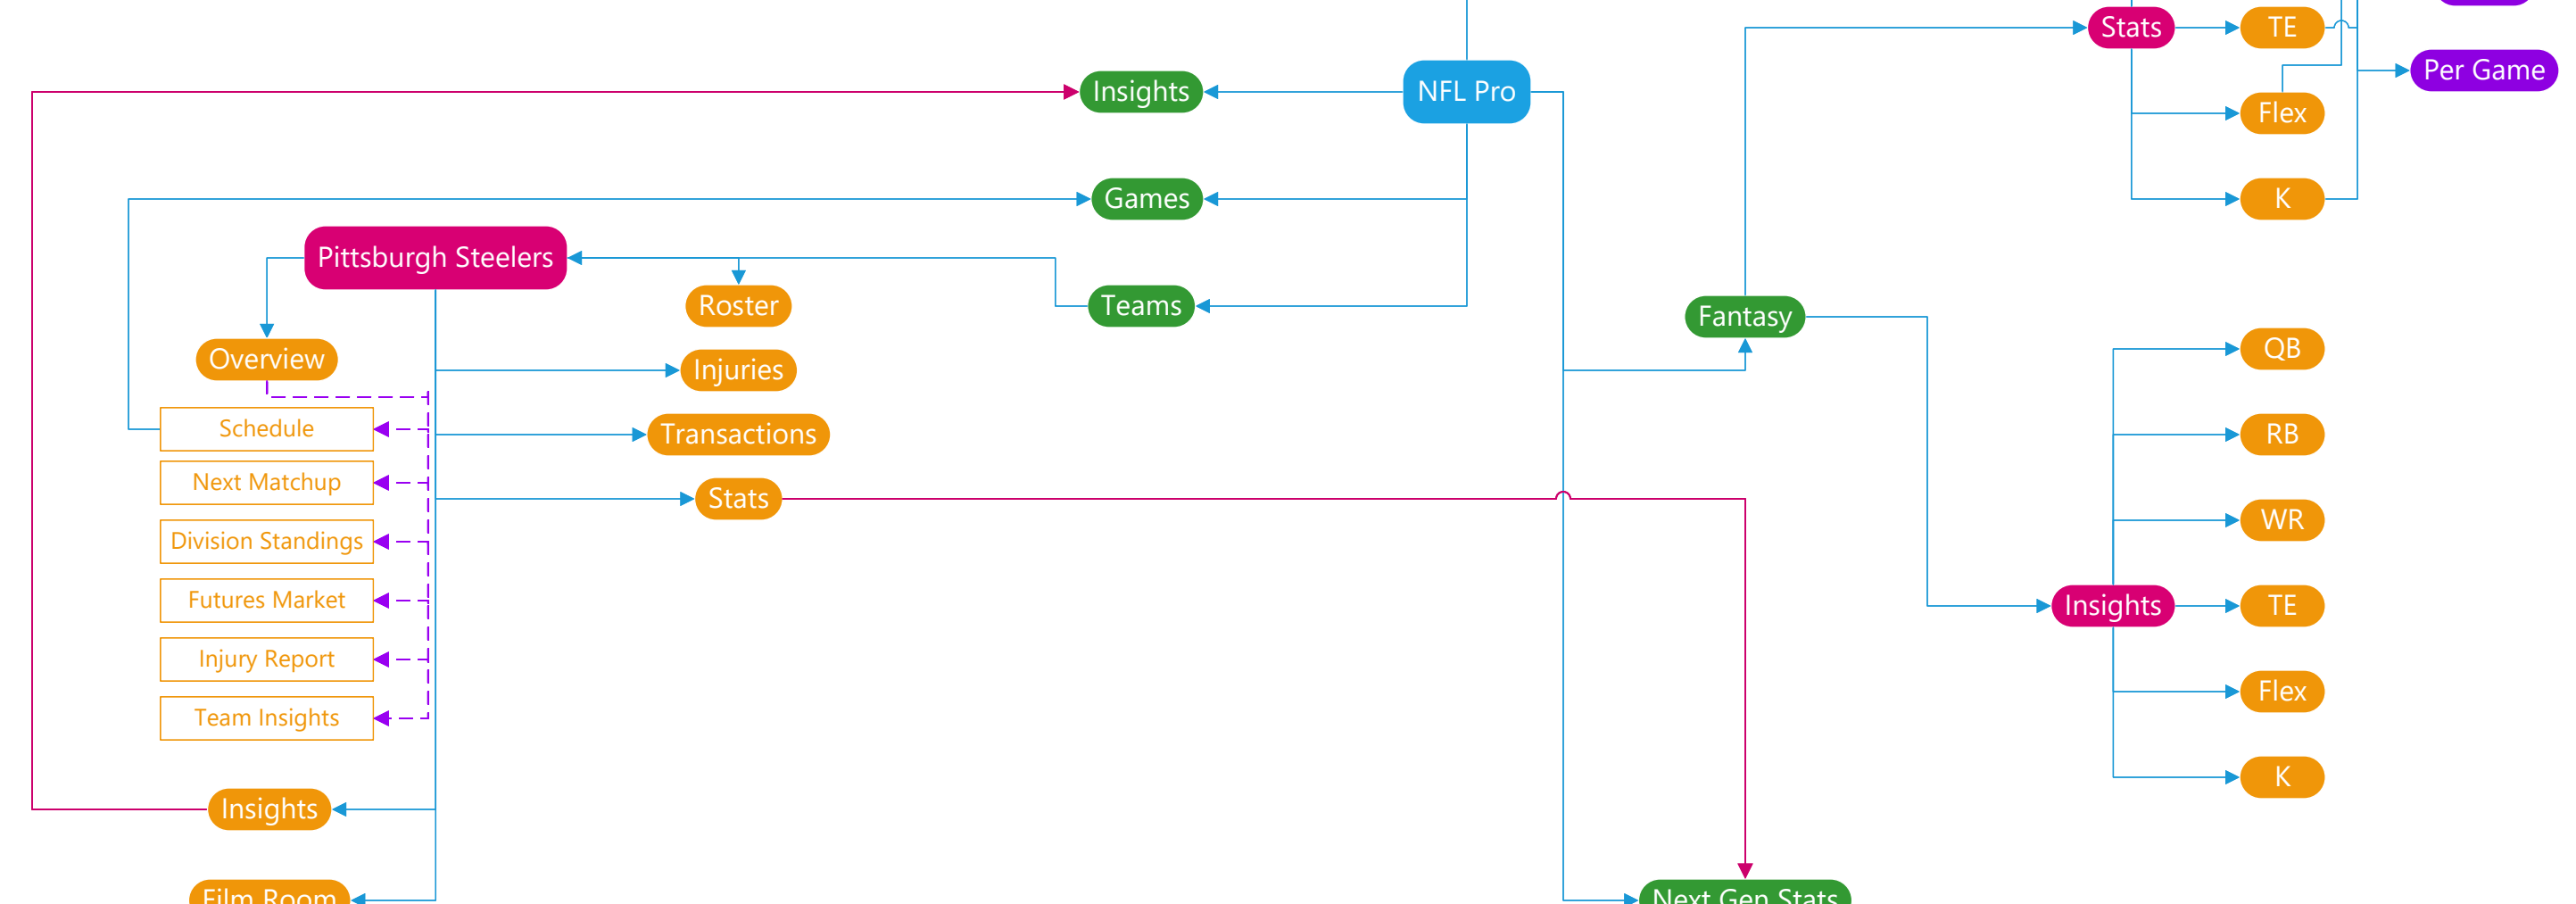 Stats
TE
Per Game
Insights
NFL Pro
Flex
Games
K
Pittsburgh Steelers
Roster
Teams
Fantasy
Overview
Injuries
QB
Schedule
Transactions
RB
Next Matchup
Stats
Division Standings
WR
Futures Market
Insights
TE
Injury Report
Flex
Team Insights
K
Insights
Film Room
Next Gen Stats